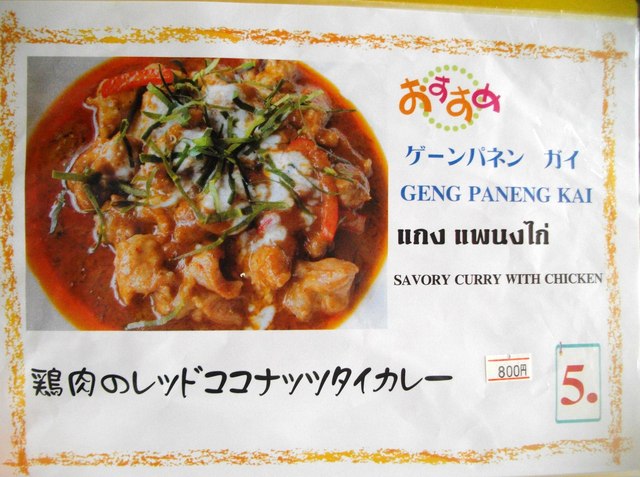 おすすめ
ゲーンパネン ガイ
GENG PANENG KAI
แกง แพนงไก่
SAVORY CURRY WITH CHICKEN
鶏肉のレッドココナッツタイカレー
800円
5.